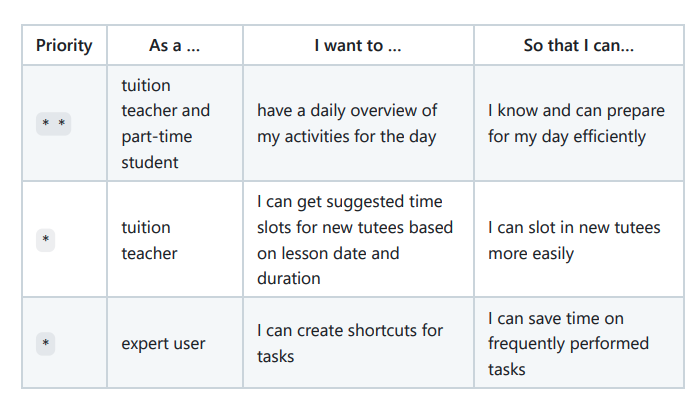 Priority As a ... I want to ... So that I can...
* *
tuition
teacher and
part-time
student
have a daily overview of
my activities for the day
I know and can prepare
for my day efficiently
*
tuition
teacher
I can get suggested time
slots for new tutees based
on lesson date and
duration
I can slot in new tutees
more easily
*
expert user
I can create shortcuts for
tasks
I can save time on
frequently performed
tasks